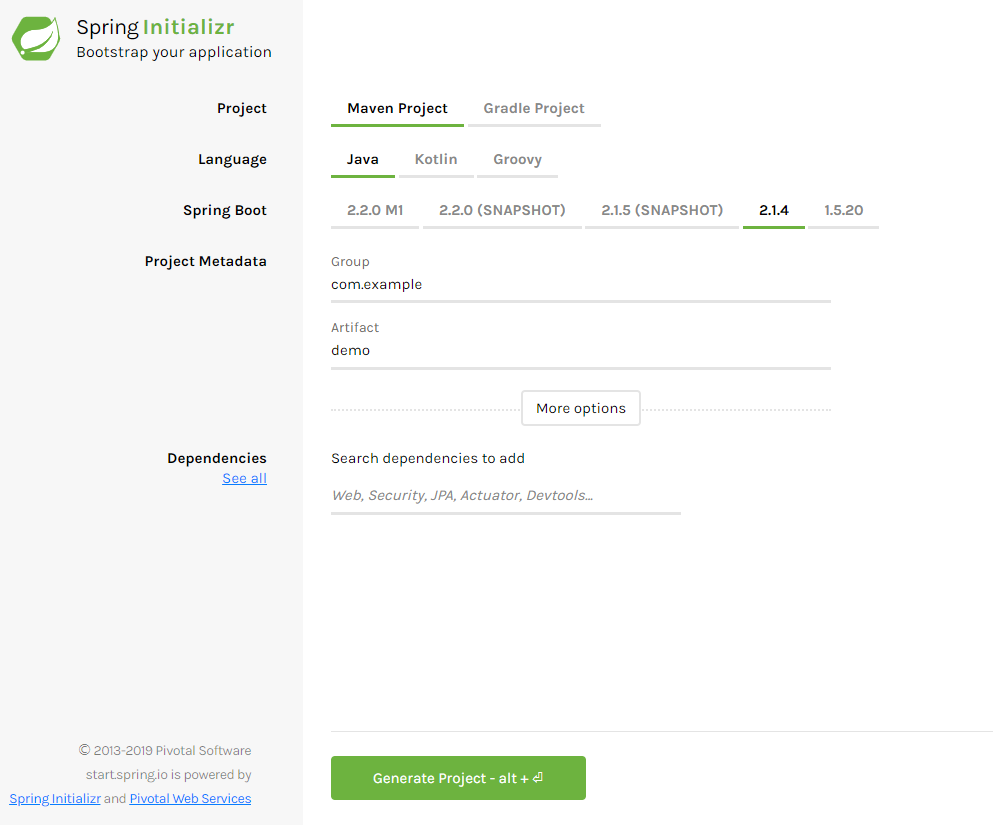 Spring Initializr
Bootstrap your application
Project
Maven Project Gradle Project
Language
Java Kotlin Groovy
Spring Boot
2.2.0 M1 2.2.0 (SNAPSHOT) 2.1.5 (SNAPSHOT) 2.1.4 1.5.20
Project Metadata
Group
com.example
Artifact
demo
More options
Dependencies
See all
Search dependencies to add
Web, Security, JPA, Actuator, Devtools...
© 2013-2019 Pivotal Software
start.spring.io is powered by
Spring Initializr and Pivotal Web Services
Generate Project - alt + ⏎